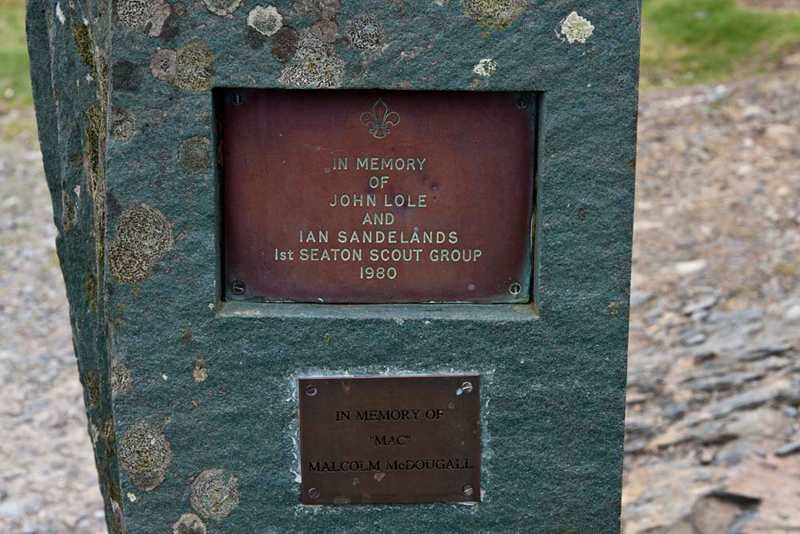 IN MEMORY
OF
JOHN LOLE
AND
IAN SANDELANDS
1st SEATON SCOUT GROUP
1980
IN MEMORY OF
"MAC"
MALCOLM McDOUGALL